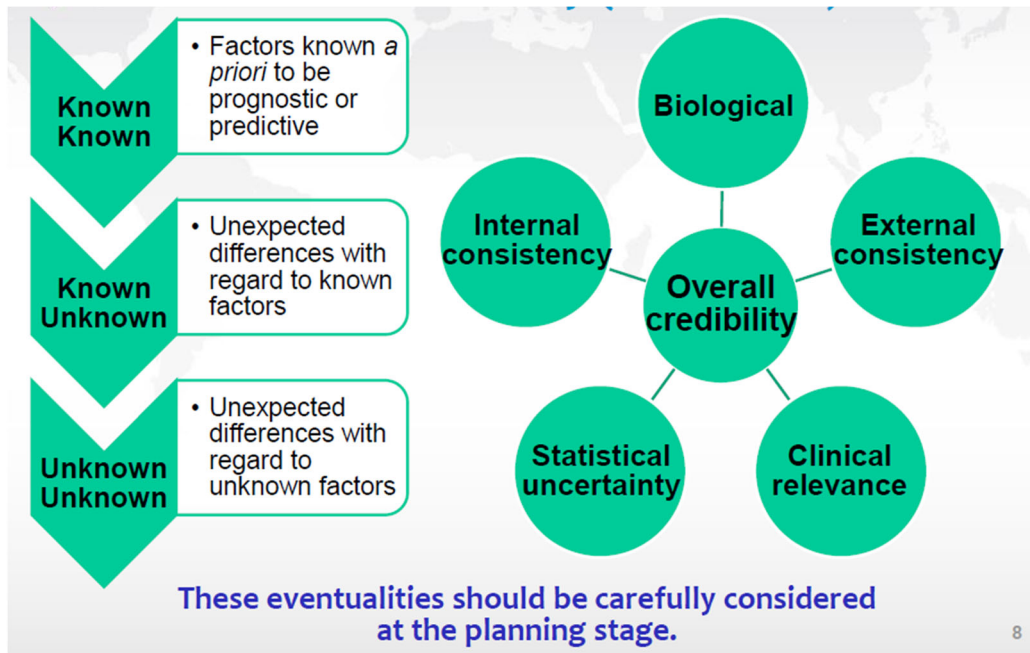 Known
Known
• Factors known a
priori to be
prognostic or
predictive
Known
Unknown
• Unexpected
differences with
regard to known
factors
Unknown
Unknown
• Unexpected
differences with
regard to
unknown factors
Biological
Internal
consistency
External
consistency
Overall
credibility
Statistical
uncertainty
Clinical
relevance
These eventualities should be carefully considered
at the planning stage.
8